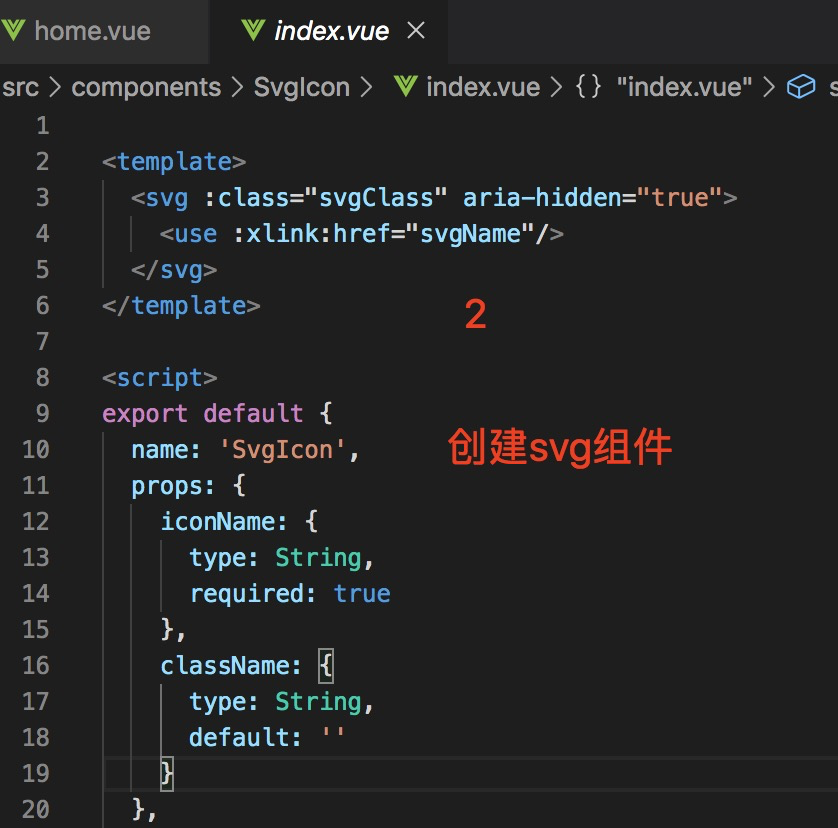 home.vue index.vue ×
src > components > SvgIcon > index.vue > {} "index.vue" > s
1
2 <template>
3 <svg :class="svgClass" aria-hidden="true">
4 <use :xlink:href="svgName"/>
5 </svg>
6 </template>
2
7
8 <script>
9 export default {
10 name: 'SvgIcon',
创建svg组件
11 props: {
12 iconName: {
13 type: String,
14 required: true
15 },
16 className: {
17 type: String,
18 default: ''
19 }
20 },